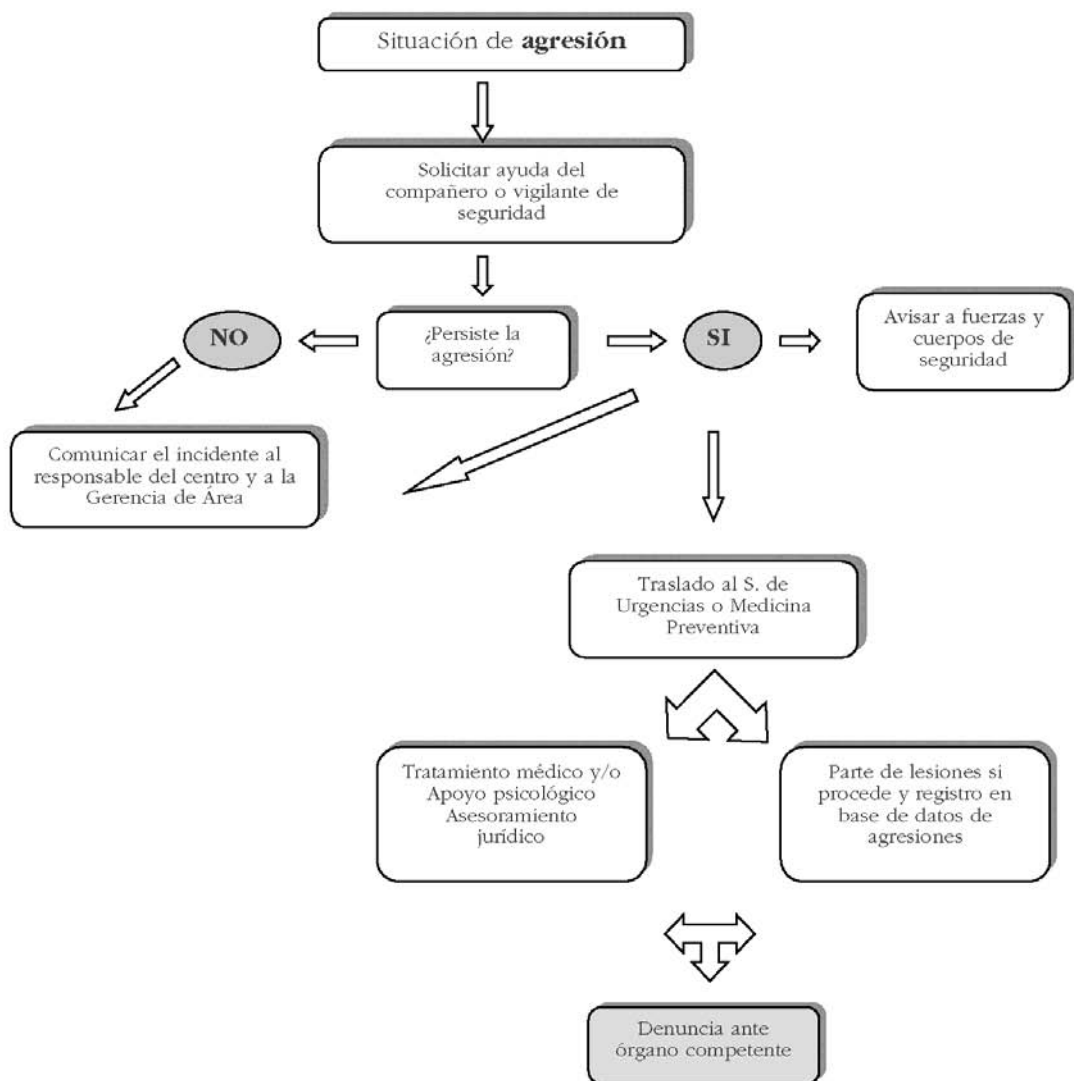 Situación de agresión
Solicitar ayuda del
compañero o vigilante de
seguridad
NO
¿Persiste la
agresión?
SI
Avisar a fuerzas y
cuerpos de
seguridad
Comunicar el incidente al
responsable del centro y a la
Gerencia de Área
Traslado al S. de
Urgencias o Medicina
Preventiva
Tratamiento médico y/o
Apoyo psicológico
Asesoramiento
jurídico
Parte de lesiones si
procede y registro en
base de datos de
agresiones
Denuncia ante
órgano competente